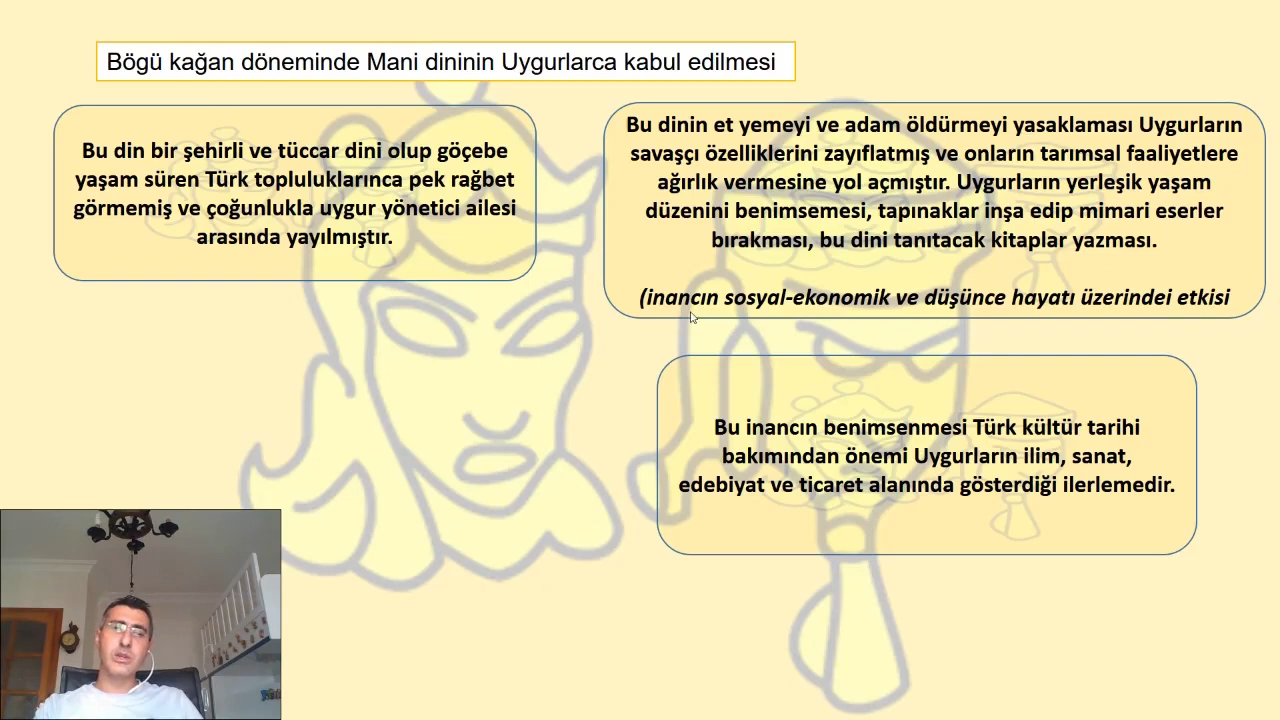 Bögü kağan döneminde Mani dininin Uygurlarca kabul edilmesi
Bu din bir şehirli ve tüccar dini olup göçebe
yaşam süren Türk topluluklarınca pek rağbet
görmemiş ve çoğunlukla uygur yönetici ailesi
arasında yayılmıştır.
Bu dinin et yemeyi ve adam öldürmeyi yasaklaması Uygurların
savaşçı özelliklerini zayıflatmış ve onların tarımsal faaliyetlere
ağırlık vermesine yol açmıştır. Uygurların yerleşik yaşam
düzenini benimsemesi, tapınaklar inşa edip mimari eserler
bırakması, bu dini tanıtacak kitaplar yazması.
(inancın sosyal-ekonomik ve düşünce hayatı üzerindei etkisi
Bu inancın benimsenmesi Türk kültür tarihi
bakımından önemi Uygurların ilim, sanat,
edebiyat ve ticaret alanında gösterdiği ilerlemedir.